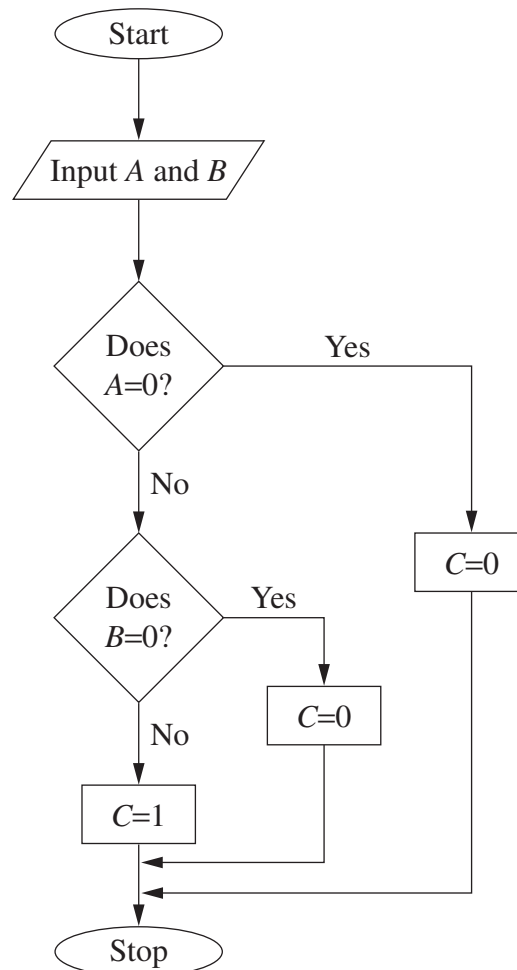 Start
Input A and B
Does
A=0?
Yes
No
C=0
Does
B=0?
Yes
C=0
No
C=1
Stop